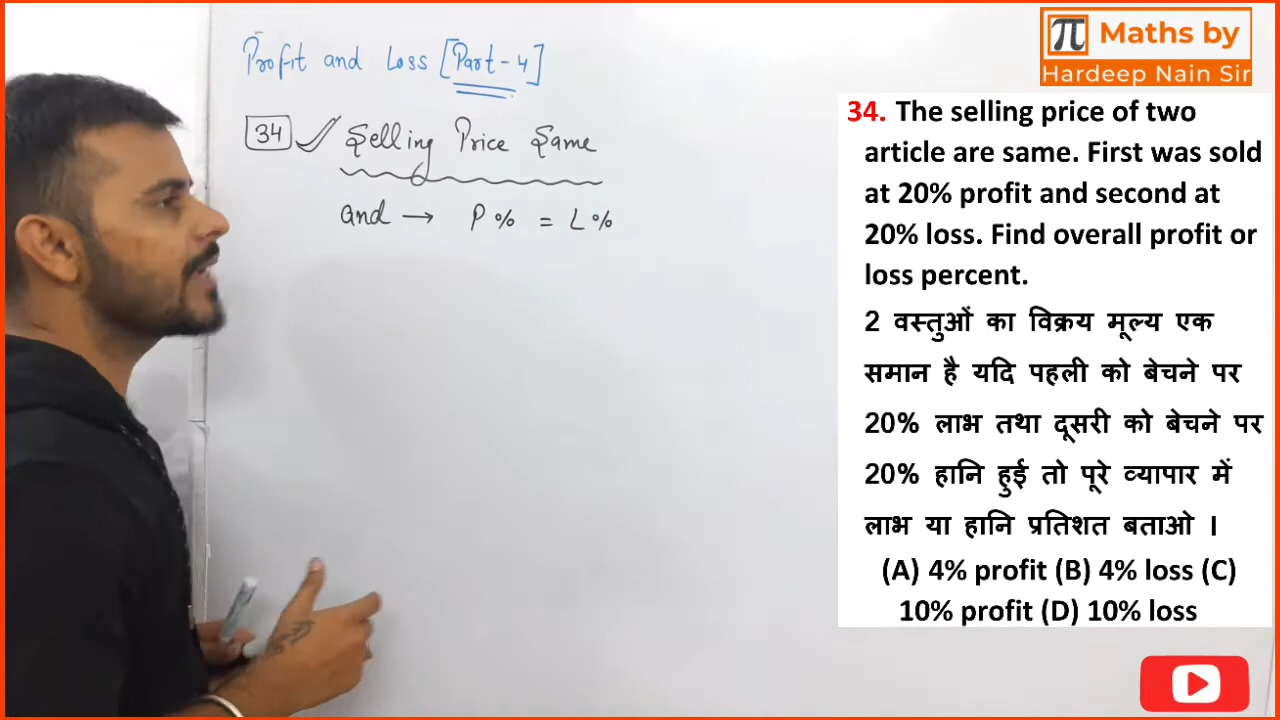 Profit and Loss [Part-4]
34 Selling Price Same
and → P% = L%
Maths by
Hardeep Nain Sir
34. The selling price of two
article are same. First was sold
at 20% profit and second at
20% loss. Find overall profit or
loss percent.
2 वस्तुओं का विक्रय मूल्य एक
समान है यदि पहली को बेचने पर
20% लाभ तथा दूसरी को बेचने पर
20% हानि हुई तो पूरे व्यापार में
लाभ या हानि प्रतिशत बताओ ।
(A) 4% profit (B) 4% loss (C)
10% profit (D) 10% loss